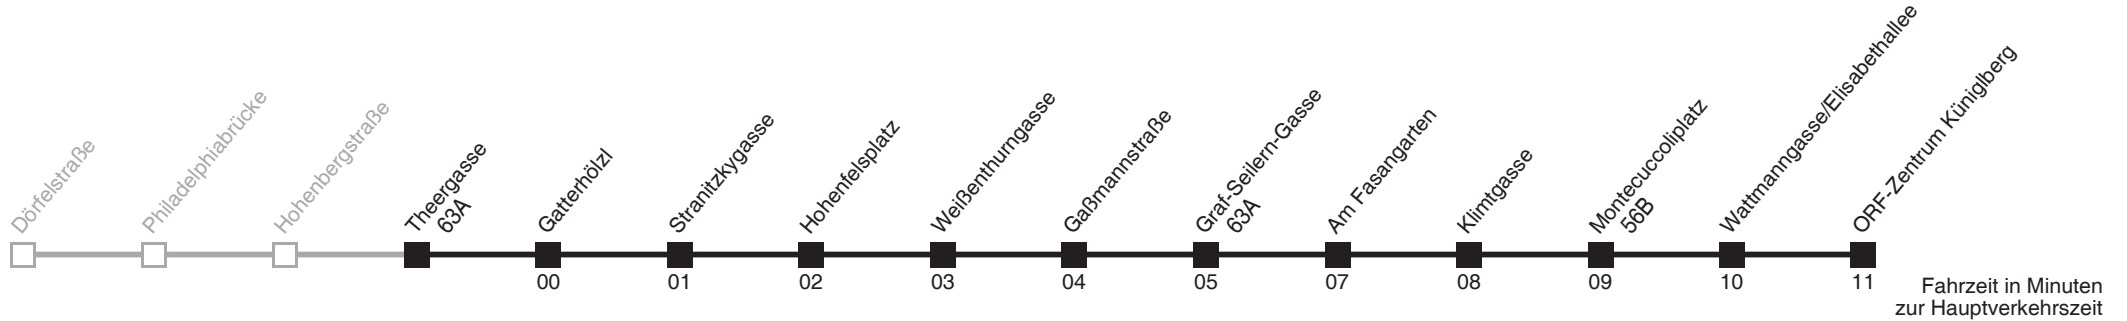 Dörfelstraße
Philadelphiabrücke
Hohenbergstraße
Theergasse
63A
Gatterhölzl
Stranitzkygasse
Hohenfelsplatz
Weißenthurngasse
Gaßmannstraße
Graf-Seilern-Gasse
63A
Am Fasangarten
Klimtgasse
Montecuccoliplatz
56B
Wattmanngasse/Elisabethallee
ORF-Zentrum Küniglberg
00 01 02 03 04 05 07 08 09 10 11
Fahrzeit in Minuten
zur Hauptverkehrszeit